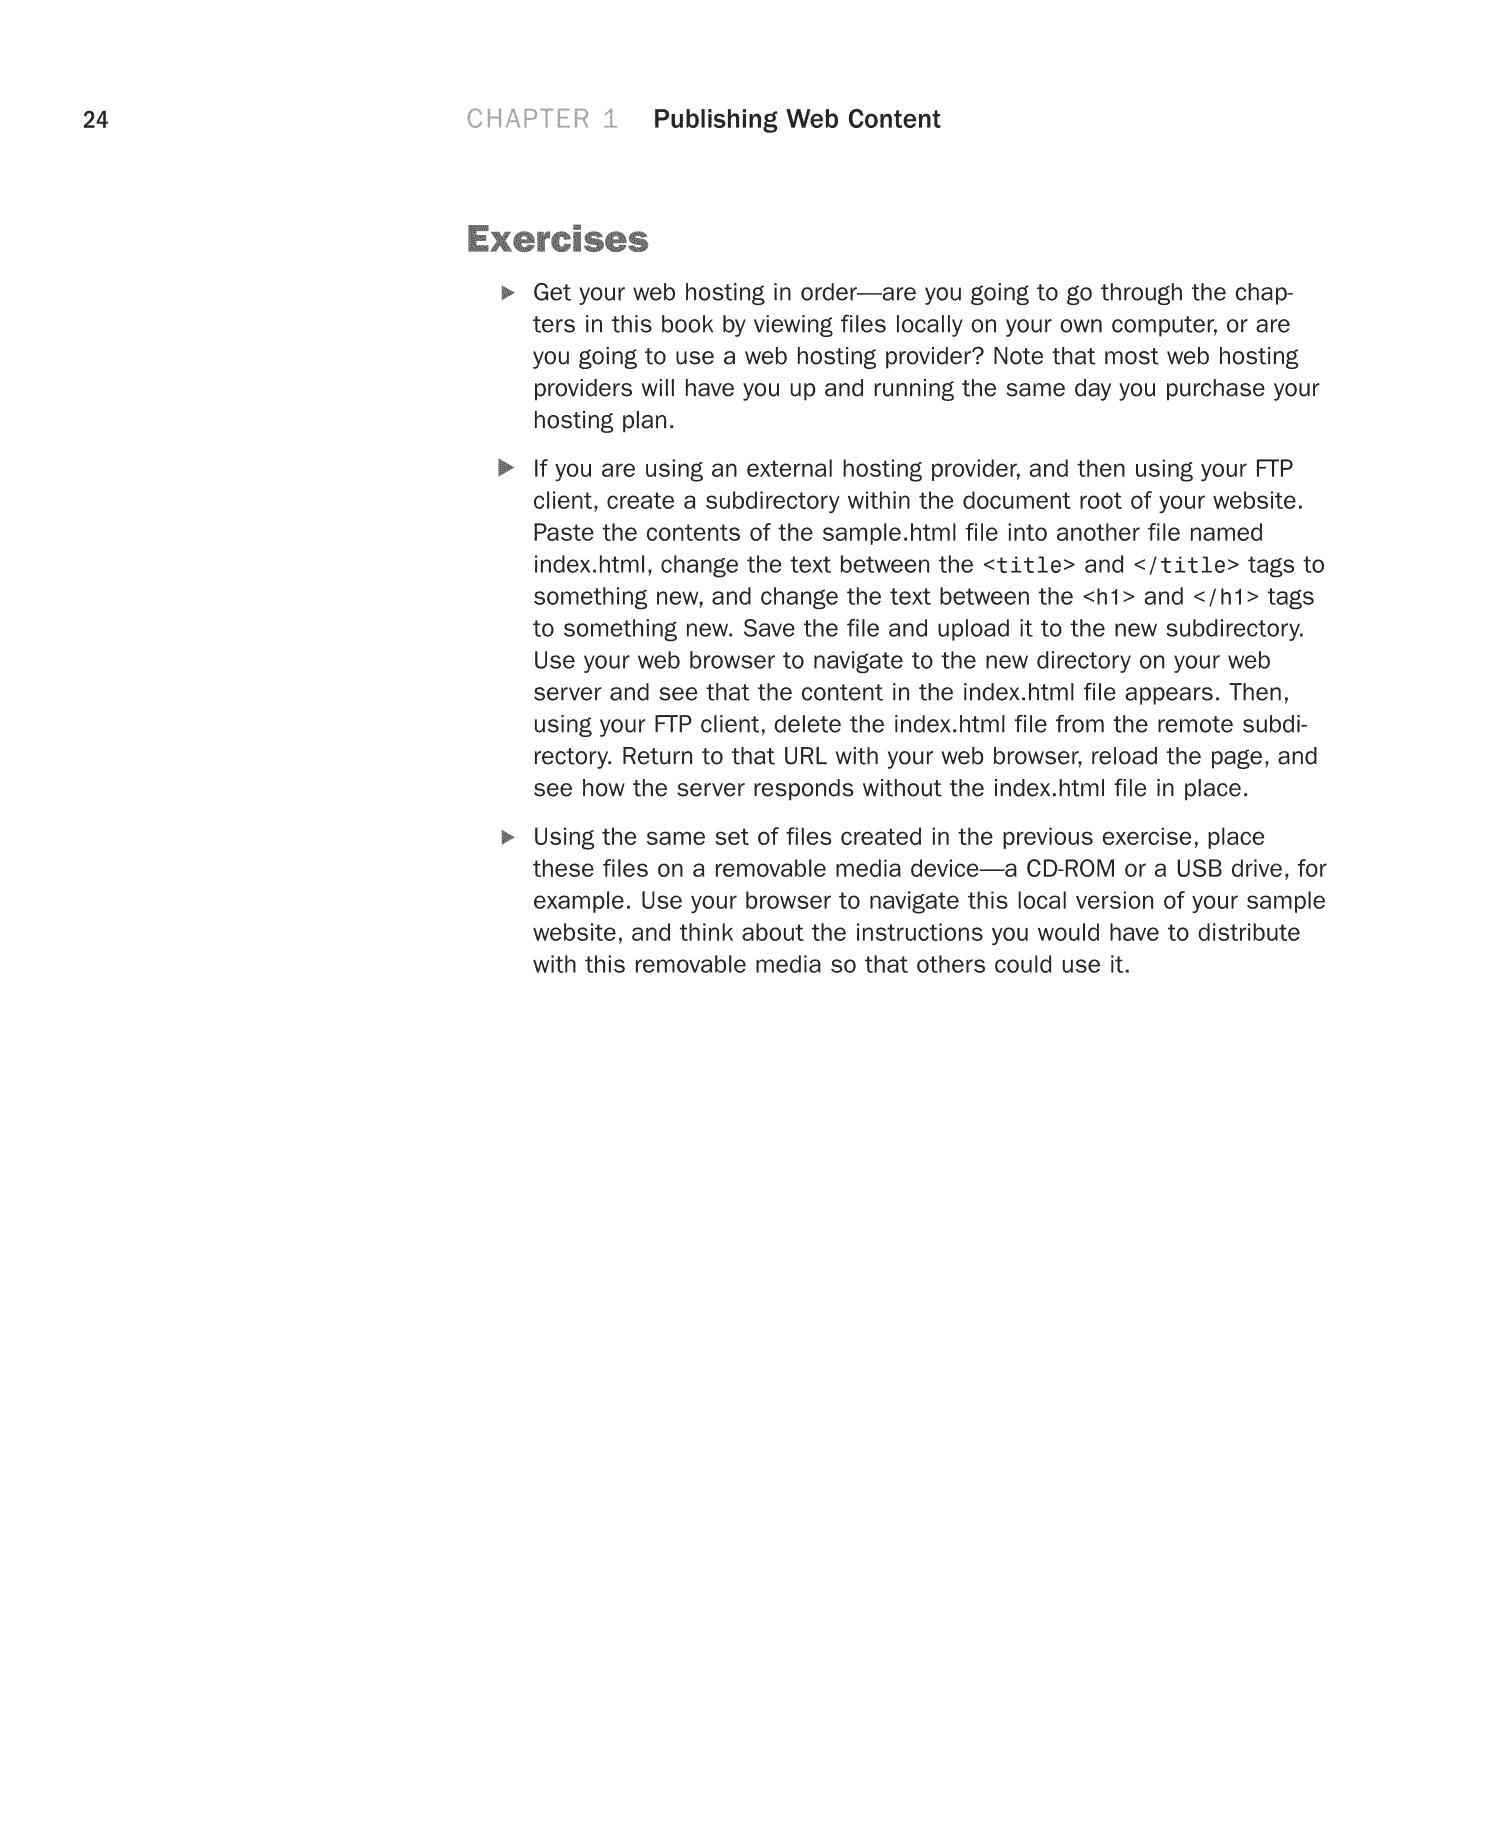 24
CHAPTER 1 Publishing Web Content
Exercises
▶ Get your web hosting in order—are you going to go through the chap-
ters in this book by viewing files locally on your own computer, or are
you going to use a web hosting provider? Note that most web hosting
providers will have you up and running the same day you purchase your
hosting plan.
▶ If you are using an external hosting provider, and then using your FTP
client, create a subdirectory within the document root of your website.
Paste the contents of the sample.html file into another file named
index.html, change the text between the <title> and </title> tags to
something new, and change the text between the <h1> and </h1> tags
to something new. Save the file and upload it to the new subdirectory.
Use your web browser to navigate to the new directory on your web
server and see that the content in the index.html file appears. Then,
using your FTP client, delete the index.html file from the remote subdi-
rectory. Return to that URL with your web browser, reload the page, and
see how the server responds without the index.html file in place.
▶ Using the same set of files created in the previous exercise, place
these files on a removable media device—a CD-ROM or a USB drive, for
example. Use your browser to navigate this local version of your sample
website, and think about the instructions you would have to distribute
with this removable media so that others could use it.